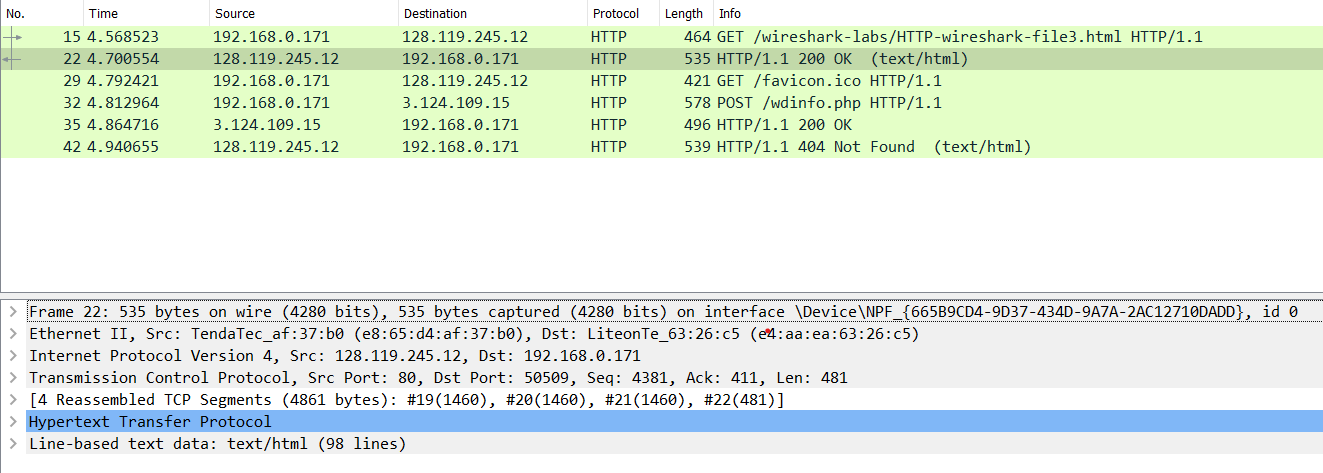 No. Time Source Destination Protocol Length Info
15 4.568523 192.168.0.171 128.119.245.12 HTTP 464 GET /wireshark-labs/HTTP-wireshark-file3.html HTTP/1.1
22 4.700554 128.119.245.12 192.168.0.171 HTTP 535 HTTP/1.1 200 OK (text/html)
29 4.792421 192.168.0.171 128.119.245.12 HTTP 421 GET /favicon.ico HTTP/1.1
32 4.812964 192.168.0.171 3.124.109.15 HTTP 578 POST /wdinfo.php HTTP/1.1
35 4.864716 3.124.109.15 192.168.0.171 HTTP 496 HTTP/1.1 200 OK
42 4.940655 128.119.245.12 192.168.0.171 HTTP 539 HTTP/1.1 404 Not Found (text/html)
Frame 22: 535 bytes on wire (4280 bits), 535 bytes captured (4280 bits) on interface \Device\NPF_{665B9CD4-9D37-434D-9A7A-2AC12710DADD}, id 0
Ethernet II, Src: TendaTec_af:37:b0 (e8:65:d4:af:37:b0), Dst: LiteonTe_63:26:c5 (e4:aa:ea:63:26:c5)
Internet Protocol Version 4, Src: 128.119.245.12, Dst: 192.168.0.171
Transmission Control Protocol, Src Port: 80, Dst Port: 50509, Seq: 4381, Ack: 411, Len: 481
[4 Reassembled TCP Segments (4861 bytes): #19(1460), #20(1460), #21(1460), #22(481)]
Hypertext Transfer Protocol
Line-based text data: text/html (98 lines)